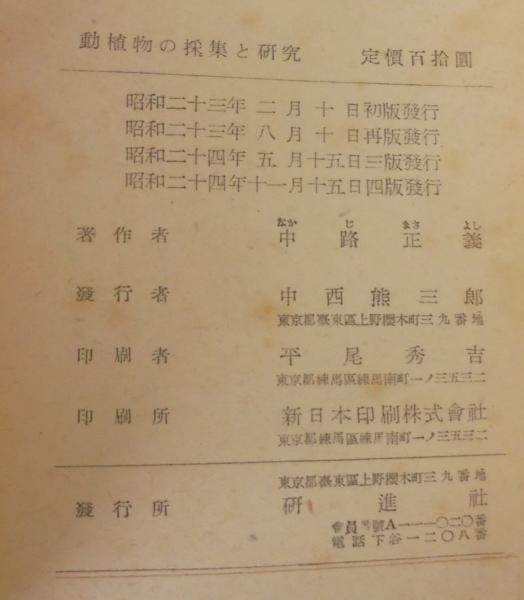 動植物の採集と研究　定價百拾圓
昭和二十三年 二 月 十 日初版發行
昭和二十三年 八 月 十 日再版發行
昭和二十四年 五 月十五日三版發行
昭和二十四年十一月十五日四版發行
なか じ まさ よし
著作者　中路正義
發行者　中西熊三郎
東京都臺東區上野櫻木町三九番地
印刷者　平尾秀吉
東京都練馬區練馬南町一ノ三五三二
印刷所　新日本印刷株式會社
東京都練馬區練馬南町一ノ三五三二
東京都臺東區上野櫻木町三九番地
發行所　研進社
會員番號A一一一〇二〇番
電話下谷一二〇八番